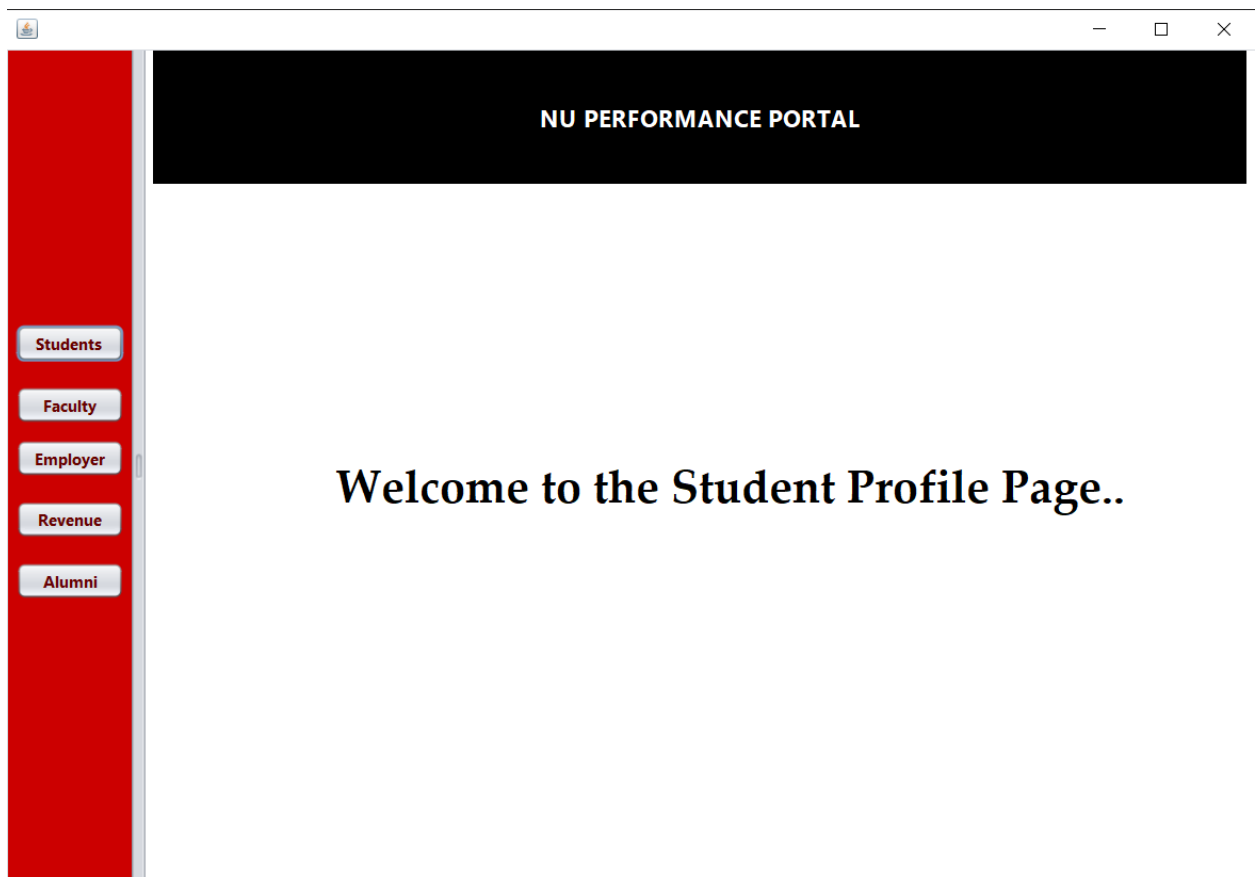 NU PERFORMANCE PORTAL
Students
Faculty
Employer
Revenue
Alumni
Welcome to the Student Profile Page..